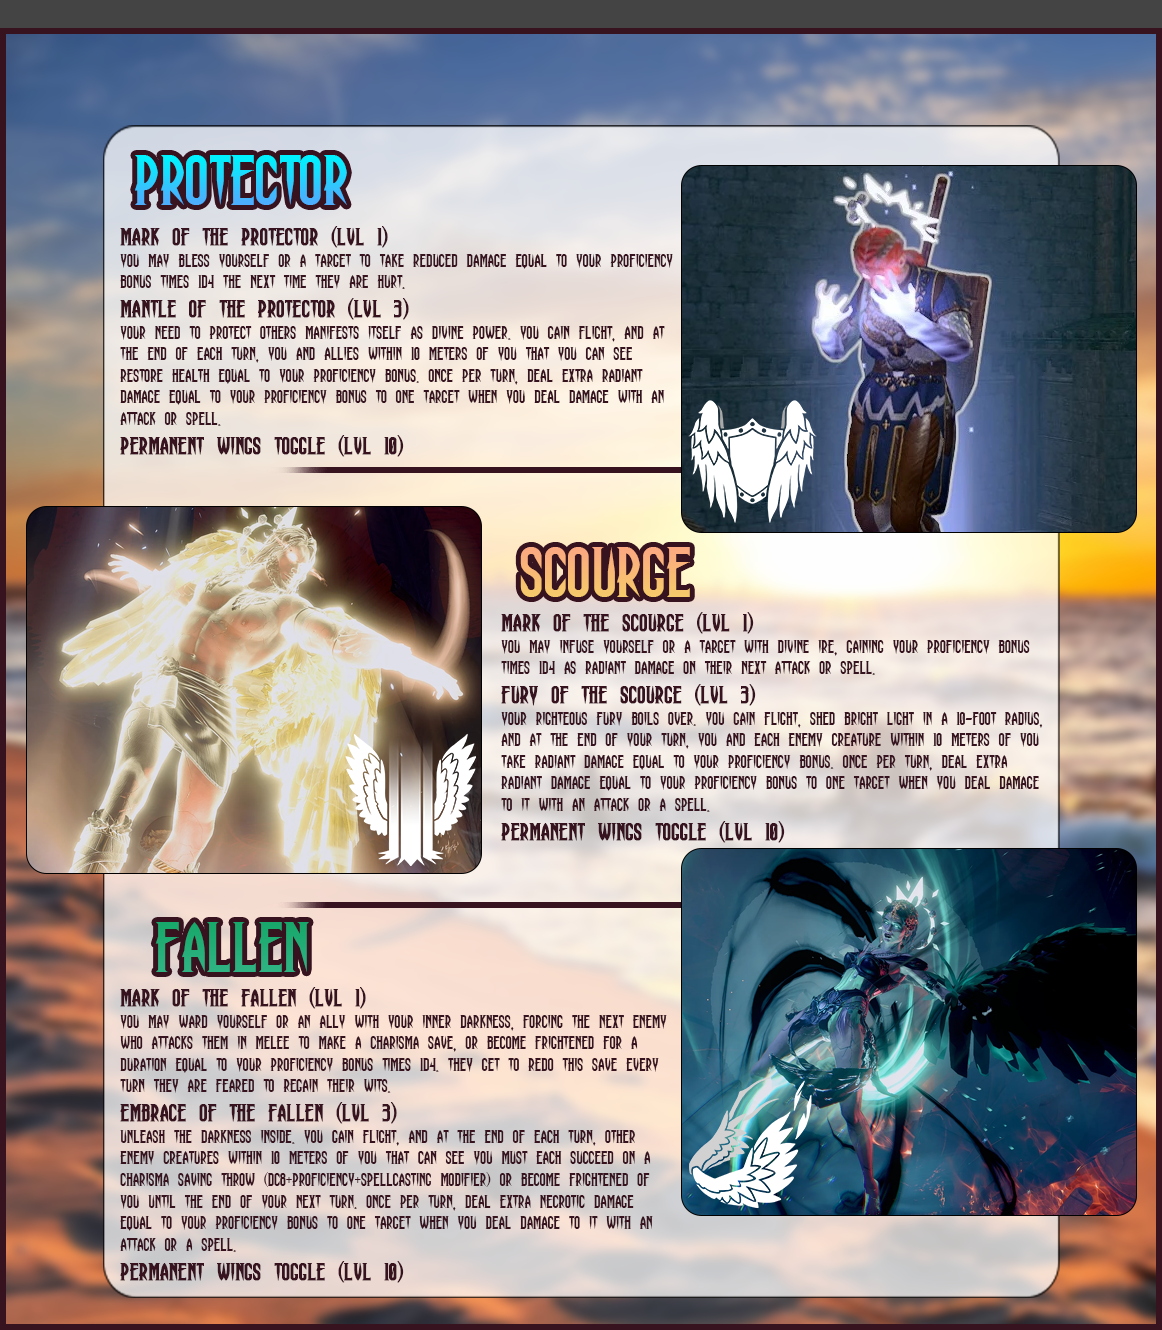 PROTECTOR
MARK OF THE PROTECTOR (LVL 1)
YOU MAY BLESS YOURSELF OR A TARGET TO TAKE REDUCED DAMAGE EQUAL TO YOUR PROFICIENCY
BONUS TIMES 1D4 THE NEXT TIME THEY ARE HURT.
MANTLE OF THE PROTECTOR (LVL 3)
YOUR NEED TO PROTECT OTHERS MANIFESTS ITSELF AS DIVINE POWER. YOU GAIN FLIGHT, AND AT
THE END OF EACH TURN, YOU AND ALLIES WITHIN 10 METERS OF YOU THAT YOU CAN SEE
RESTORE HEALTH EQUAL TO YOUR PROFICIENCY BONUS. ONCE PER TURN, DEAL EXTRA RADIANT
DAMAGE EQUAL TO YOUR PROFICIENCY BONUS TO ONE TARGET WHEN YOU DEAL DAMAGE WITH AN
ATTACK OR SPELL.
PERMANENT WINGS TOGGLE (LVL 10)
SCOURGE
MARK OF THE SCOURGE (LVL 1)
YOU MAY INFUSE YOURSELF OR A TARGET WITH DIVINE IRE, GAINING YOUR PROFICIENCY BONUS
TIMES 1D4 AS RADIANT DAMAGE ON THEIR NEXT ATTACK OR SPELL.
FURY OF THE SCOURGE (LVL 3)
YOUR RIGHTEOUS FURY BOILS OVER. YOU GAIN FLIGHT, SHED BRIGHT LIGHT IN A 10-FOOT RADIUS,
AND AT THE END OF YOUR TURN, YOU AND EACH ENEMY CREATURE WITHIN 10 METERS OF YOU
TAKE RADIANT DAMAGE EQUAL TO YOUR PROFICIENCY BONUS. ONCE PER TURN, DEAL EXTRA
RADIANT DAMAGE EQUAL TO YOUR PROFICIENCY BONUS TO ONE TARGET WHEN YOU DEAL DAMAGE
TO IT WITH AN ATTACK OR A SPELL.
PERMANENT WINGS TOGGLE (LVL 10)
FALLEN
MARK OF THE FALLEN (LVL 1)
YOU MAY WARD YOURSELF OR AN ALLY WITH YOUR INNER DARKNESS, FORCING THE NEXT ENEMY
WHO ATTACKS THEM IN MELEE TO MAKE A CHARISMA SAVE, OR BECOME FRIGHTENED FOR A
DURATION EQUAL TO YOUR PROFICIENCY BONUS TIMES 1D4. THEY GET TO REDO THIS SAVE EVERY
TURN THEY ARE FEARED TO REGAIN THEIR WITS.
EMBRACE OF THE FALLEN (LVL 3)
UNLEASH THE DARKNESS INSIDE. YOU GAIN FLIGHT, AND AT THE END OF EACH TURN, OTHER
ENEMY CREATURES WITHIN 10 METERS OF YOU THAT CAN SEE YOU MUST EACH SUCCEED ON A
CHARISMA SAVING THROW (DC8+PROFICIENCY+SPELLCASTING MODIFIER) OR BECOME FRIGHTENED OF
YOU UNTIL THE END OF YOUR NEXT TURN. ONCE PER TURN, DEAL EXTRA NECROTIC DAMAGE
EQUAL TO YOUR PROFICIENCY BONUS TO ONE TARGET WHEN YOU DEAL DAMAGE TO IT WITH AN
ATTACK OR A SPELL.
PERMANENT WINGS TOGGLE (LVL 10)